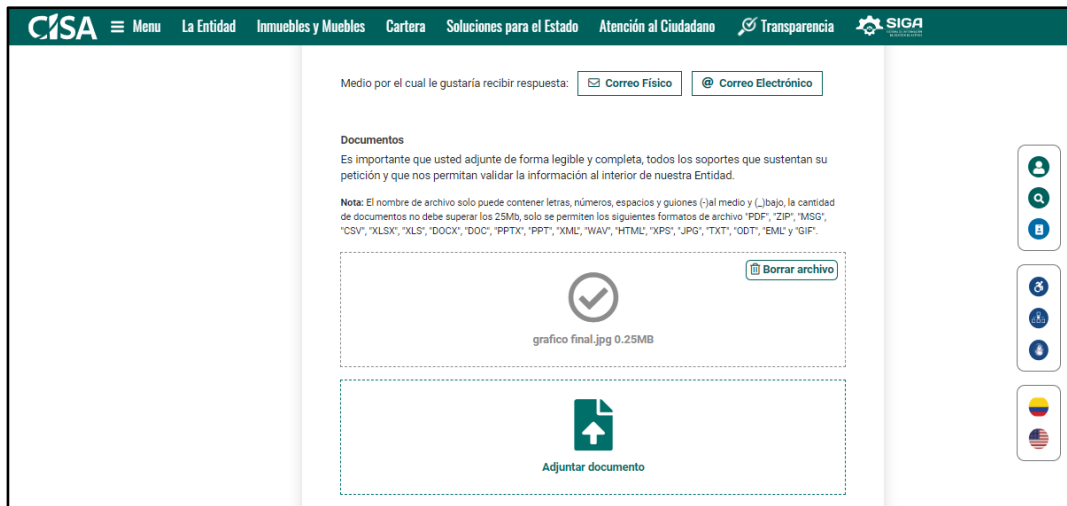 CISA Menu La Entidad Inmuebles y Muebles Cartera Soluciones para el Estado Atención al Ciudadano Transparencia SIGA
Medio por el cual le gustaría recibir respuesta: Correo Físico @ Correo Electrónico
Documentos
Es importante que usted adjunte de forma legible y completa, todos los soportes que sustentan su
petición y que nos permitan validar la información al interior de nuestra Entidad.
Nota: El nombre de archivo solo puede contener letras, números, espacios y guiones (-)al medio y (_)bajo, la cantidad
de documentos no debe superar los 25Mb, solo se permiten los siguientes formatos de archivo "PDF", "ZIP", "MSG",
"CSV", "XLSX", "XLS", "DOCX", "DOC", "PPTX", "PPT", "XML", "WAV", "HTML", "XPS", "JPG", "TXT", "ODT", "EML" y "GIF".
Borrar archivo
grafico final.jpg 0.25MB
Adjuntar documento